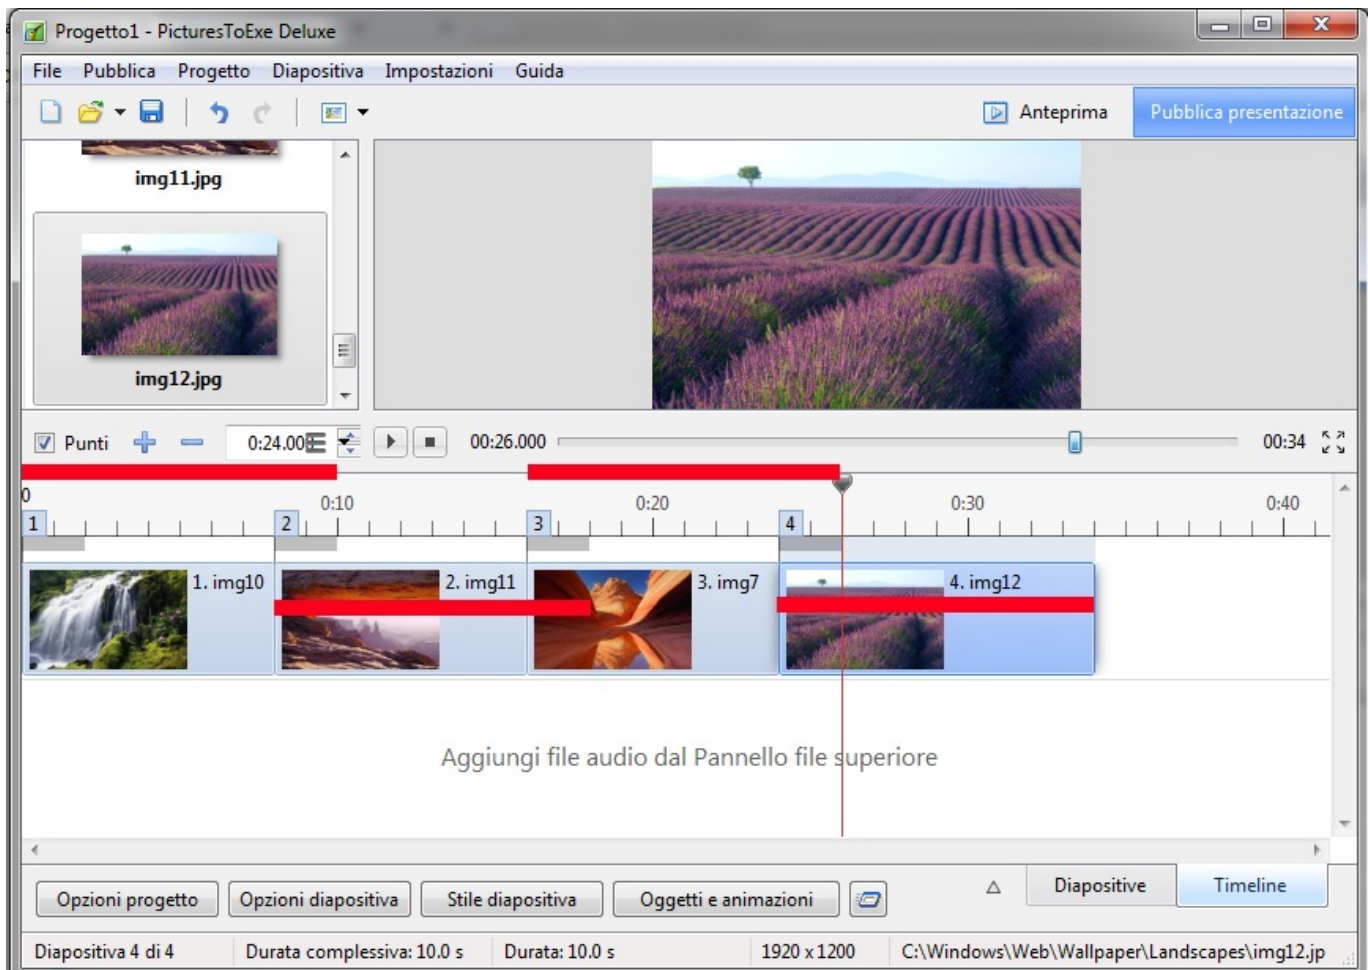 Progetto1 - PicturesToExe Deluxe
File Pubblica Progetto Diapositiva Impostazioni Guida
Anteprima Pubblica presentazione
img11.jpg
img12.jpg
Punti 0:24.00 00:26.000 00:34
0 0:10 0:20 0:30 0:40
1 2 3 4
1. img10 2. img11 3. img7 4. img12
Aggiungi file audio dal Pannello file superiore
Diapositive Timeline
Opzioni progetto Opzioni diapositiva Stile diapositiva Oggetti e animazioni
Diapositiva 4 di 4 Durata complessiva: 10.0 s Durata: 10.0 s 1920 x 1200 C:\Windows\Web\Wallpaper\Landscapes\img12.jp